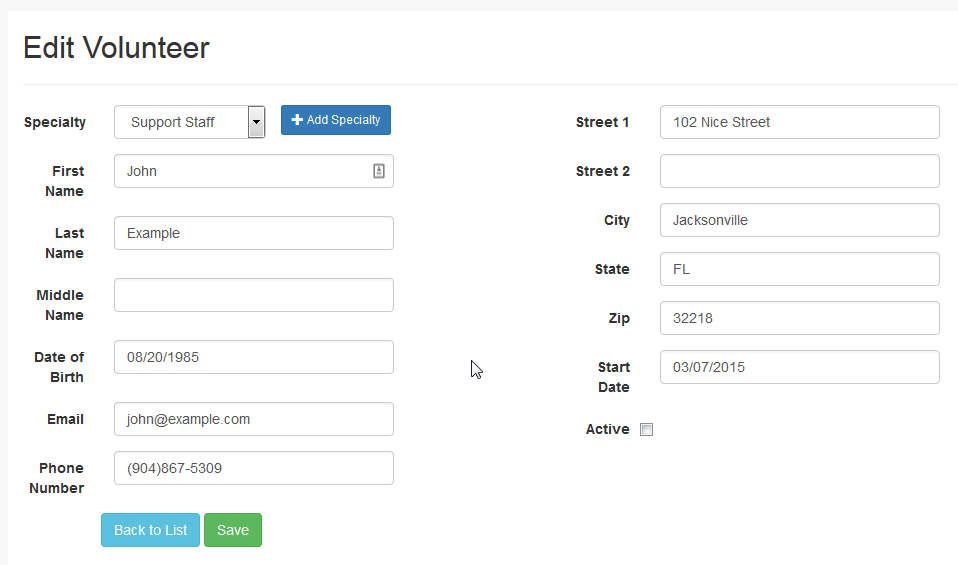 Edit Volunteer
Specialty Support Staff Add Specialty
First
Name
John
Last
Name
Example
Middle
Name
Date of
Birth
08/20/1985
Email john@example.com
Phone
Number
(904)867-5309
Back to List Save
Street 1 102 Nice Street
Street 2
City Jacksonville
State FL
Zip 32218
Start
Date
03/07/2015
Active